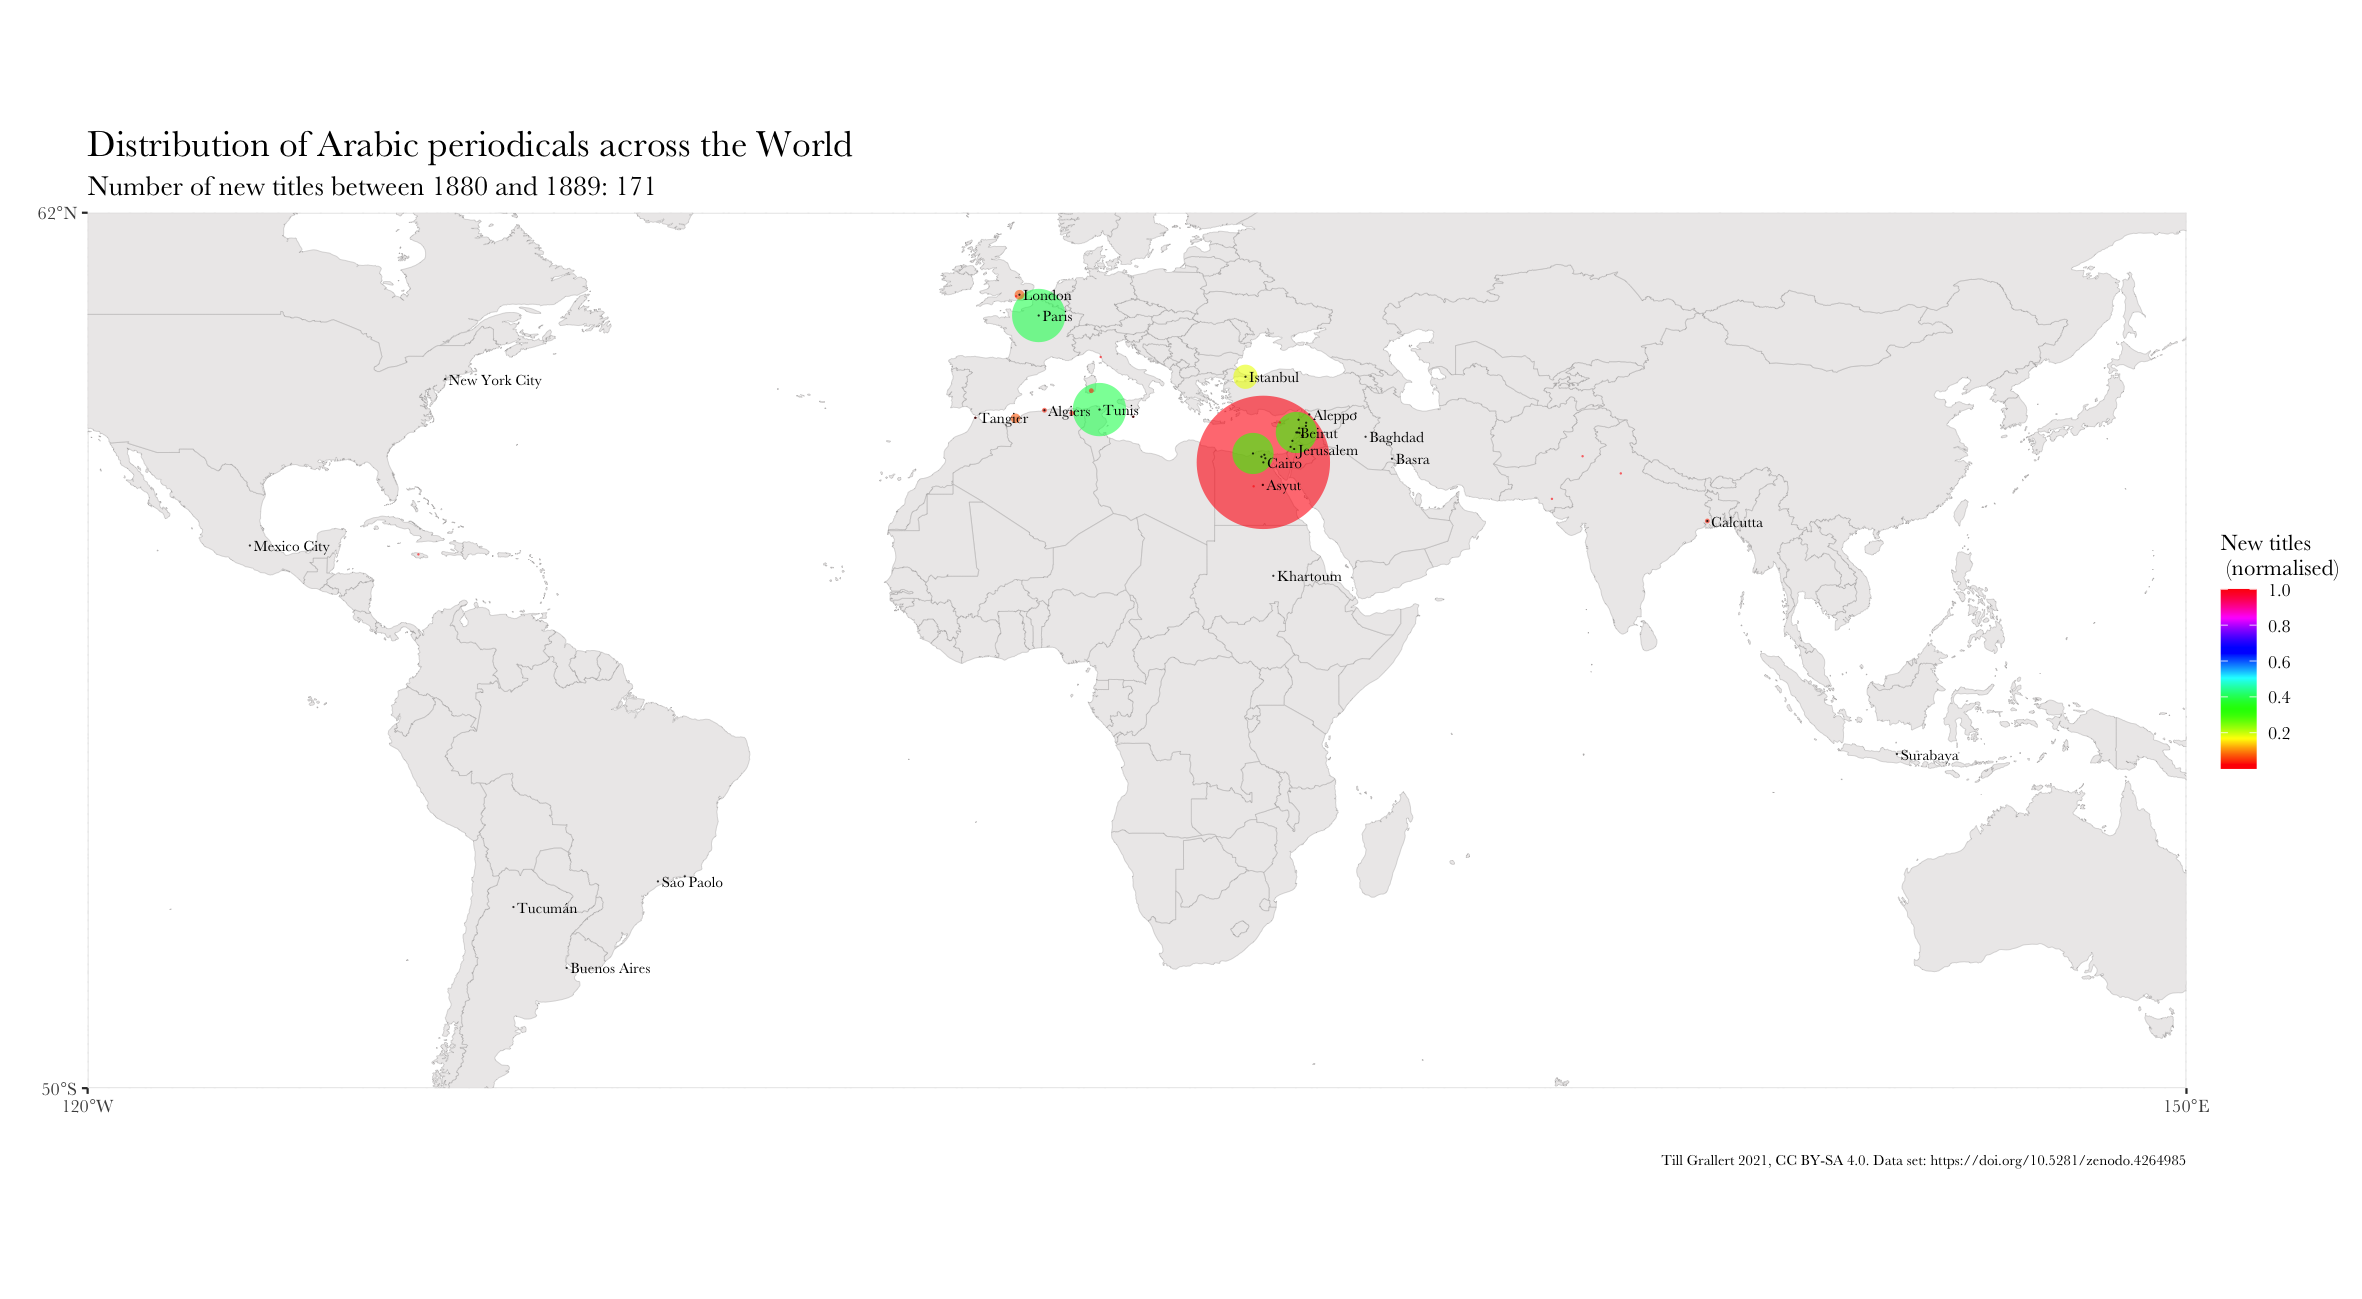 Distribution of Arabic periodicals across the World
Number of new titles between 1880 and 1889: 171
62°N
London
Paris
Istanbul
New York City
Tangier
Algiers
Tunis
Aleppo
Beirut
Baghdad
Jerusalem
Basra
Cairo
Asyut
Calcutta
Mexico City
Khartoum
Surabaya
Sao Paolo
Tucumán
Buenos Aires
New titles
(normalised)
1.0
0.8
0.6
0.4
0.2
50°S
120°W
150°E
Till Grallert 2021, CC BY-SA 4.0. Data set: https://doi.org/10.5281/zenodo.4264985